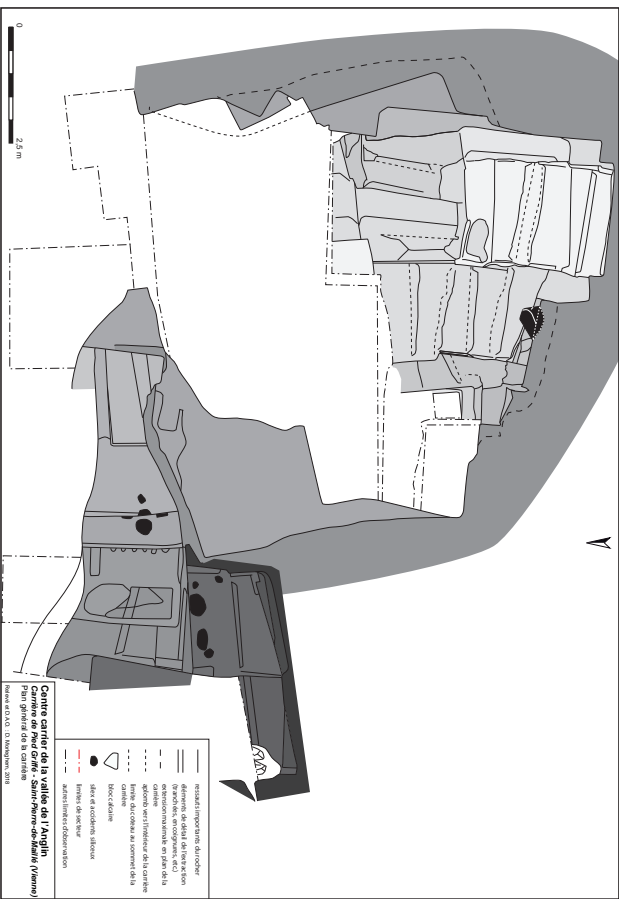 0
2,5 m
ressauts importants du rocher
éléments de détail de l'extraction
(tranchées, encoignures, etc.)
extension maximale en plan de la
carrière
aplomb vers l'intérieur de la carrière
limite du coteau au sommet de la
carrière
bloc calcaire
silex et accidents siliceux
limites de secteur
autres limites d'observation
Centre carrier de la vallée de l'Anglin
Carrière de Pied Griffé - Saint-Pierre-de-Maillé (Vienne)
Plan général de la carrière
Relevé et D.A.O. : D. Morleghem, 2018